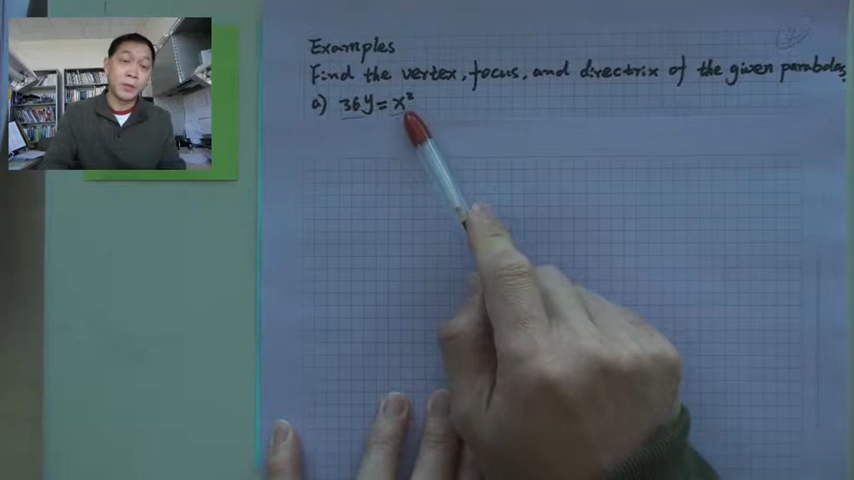 Examples
Find the vertex, focus, and directrix of the given parabolas
a) 36y = x²